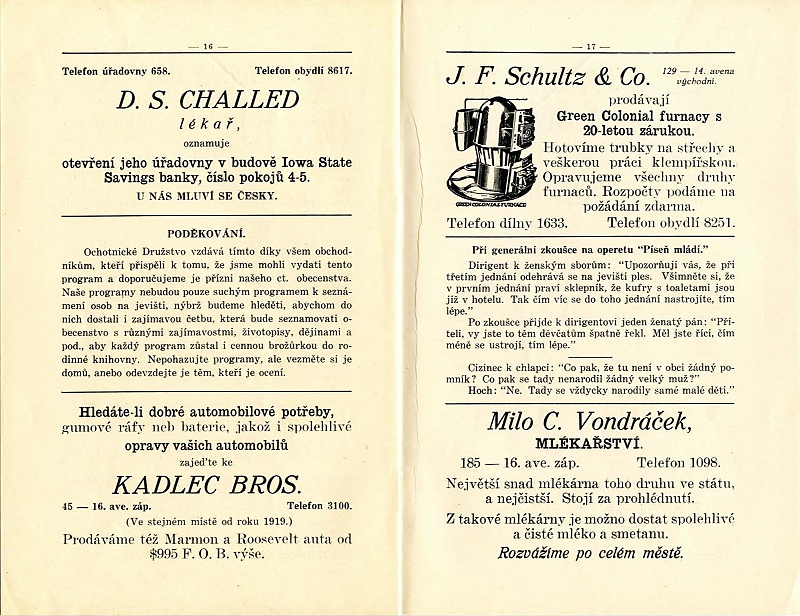 — 16 —
Telefon úřadovny 658. Telefon obydlí 8617.
D. S. CHALLED
lékař,
oznamuje
otevření jeho úřadovny v budově Iowa State
Savings banky, číslo pokojů 4-5.
U NÁS MLUVÍ SE ČESKY.
PODĚKOVÁNÍ.
Ochotnické Družstvo vzdává tímto díky všem obchod-
níkům, kteří přispěli k tomu, že jsme mohli vydati tento
program a doporučujeme je přízni našeho ct. obecenstva.
Naše programy nebudou pouze suchým programem k sezná-
mení osob na jevišti, nýbrž budeme hleděti, abychom do
nich dostali i zajímavou četbu, která bude seznamovati o-
becenstvo s různými zajímavostmi, životopisy, dějinami a
pod., aby každý program zůstal i cennou brožůrkou do ro-
dinné knihovny. Nepohazujte programy, ale vezměte si je
domů, anebo odevzdejte je těm, kteří je ocení.
Hledáte-li dobré automobilové potřeby,
gumové ráfy neb baterie, jakož i spolehlivé
opravy vašich automobilů
zajeďte ke
KADLEC BROS.
45 — 16. ave. záp. Telefon 3100.
(Ve stejném místě od roku 1919.)
Prodáváme též Marmon a Roosevelt auta od
$995 F. O. B. výše.
— 17 —
J. F. Schultz & Co. 129 — 14. avena
východní.
prodávají
Green Colonial furnacy s
20-letou zárukou.
Hotovíme trubky na střechy a
veškerou práci klempířskou.
Opravujeme všechny druhy
furnaců. Rozpočty podáme na
požádání zdarma.
GREEN COLONIAL FURNACE
Telefon dílny 1633. Telefon obydlí 8251.
Při generální zkoušce na operetu "Píseň mládí."
Dirigent k ženským sborům: "Upozorňuji vás, že při
třetím jednání odehrává se na jevišti ples. Všimněte si, že
v prvním jednání praví sklepník, že kufry s toaletami jsou
již v hotelu. Tak čím víc se do toho jednání nastrojíte, tím
lépe."
Po zkoušce přijde k dirigentovi jeden ženatý pán: "Pří-
teli, vy jste to těm děvčatům špatně řekl. Měl jste říci, čím
méně se ustrojí, tím lépe."
Cizinec k chlapci: "Co pak, že tu není v obci žádný po-
mník? Co pak se tady nenarodil žádný velký muž?"
Hoch: "Ne. Tady se vždycky narodily samé malé děti."
Milo C. Vondráček,
MLÉKAŘSTVÍ.
185 — 16. ave. záp. Telefon 1098.
Největší snad mlékárna toho druhu ve státu,
a nejčistší. Stojí za prohlédnutí.
Z takové mlékárny je možno dostat spolehlivé
a čisté mléko a smetanu.
Rozvážíme po celém městě.